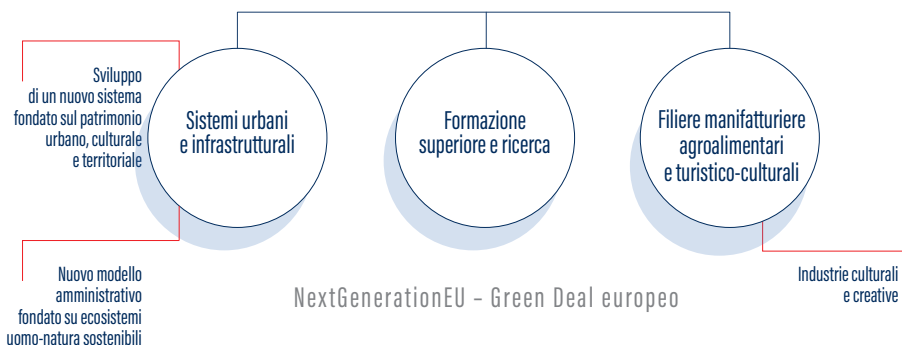 Sviluppo
di un nuovo sistema
fondato sul patrimonio
urbano, culturale
e territoriale
Sistemi urbani
e infrastrutturali
Formazione
superiore e ricerca
Filiere manifatturiere
agroalimentari
e turistico-culturali
Nuovo modello
amministrativo
fondato su ecosistemi
uomo-natura sostenibili
NextGenerationEU – Green Deal europeo
Industrie culturali
e creative